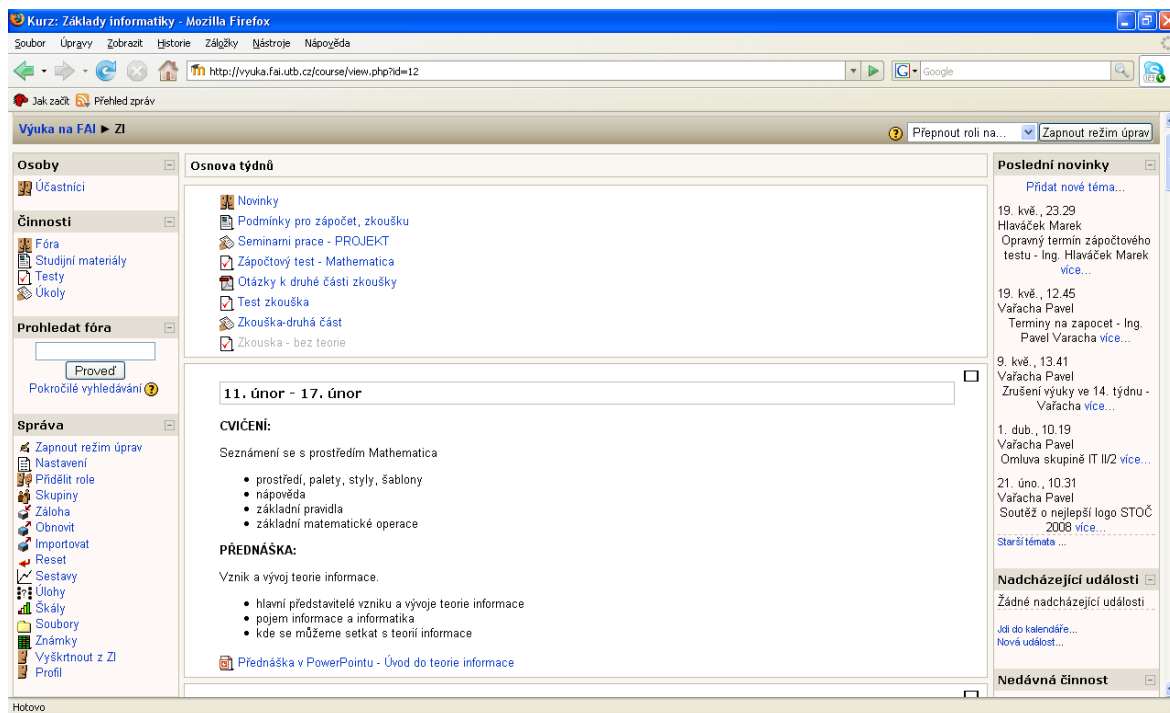 Kurz: Základy informatiky - Mozilla Firefox
Soubor Úpravy Zobrazit Historie Záložky Nástroje Nápověda
http://vyuka.fai.utb.cz/course/view.php?id=12
Google
Jak začít Přehled zpráv
Výuka na FAI ► ZI
Přepnout roli na...
Zapnout režim úprav
Osoby
Účastníci
Činnosti
Fóra
Studijní materiály
Testy
Úkoly
Prohledat fóra
Proveď
Pokročilé vyhledávání
Správa
Zapnout režim úprav
Nastavení
Přidělit role
Skupiny
Záloha
Obnovit
Importovat
Reset
Sestavy
Úlohy
Škály
Soubory
Známky
Vyškrtnout z ZI
Profil
Osnova týdnů
Novinky
Podmínky pro zápočet, zkoušku
Seminarni prace - PROJEKT
Zápočtový test - Mathematica
Otázky k druhé části zkoušky
Test zkouška
Zkouška-druhá část
Zkouska - bez teorie
11. únor - 17. únor
CVIČENÍ:
Seznámení se s prostředím Mathematica
• prostředí, palety, styly, šablony
• nápověda
• základní pravidla
• základní matematické operace
PŘEDNÁŠKA:
Vznik a vývoj teorie informace.
• hlavní představitelé vzniku a vývoje teorie informace
• pojem informace a informatika
• kde se můžeme setkat s teorií informace
Přednáška v PowerPointu - Úvod do teorie informace
Poslední novinky
Přidat nové téma...
19. kvě., 23.29
Hlaváček Marek
Opravný termín zápočtového
testu - Ing. Hlaváček Marek
více...
19. kvě., 12.45
Vařacha Pavel
Terminy na zapocet - Ing.
Pavel Varacha více...
9. kvě., 13.41
Vařacha Pavel
Zrušení výuky ve 14. týdnu -
Vařacha více...
1. dub., 10.19
Vařacha Pavel
Omluva skupině IT II/2 více...
21. úno., 10.31
Vařacha Pavel
Soutěž o nejlepší logo STOČ
2008 více...
Starší témata ...
Nadcházející události
Žádné nadcházející události
Jdi do kalendáře...
Nová událost...
Nedávná činnost
Hotovo